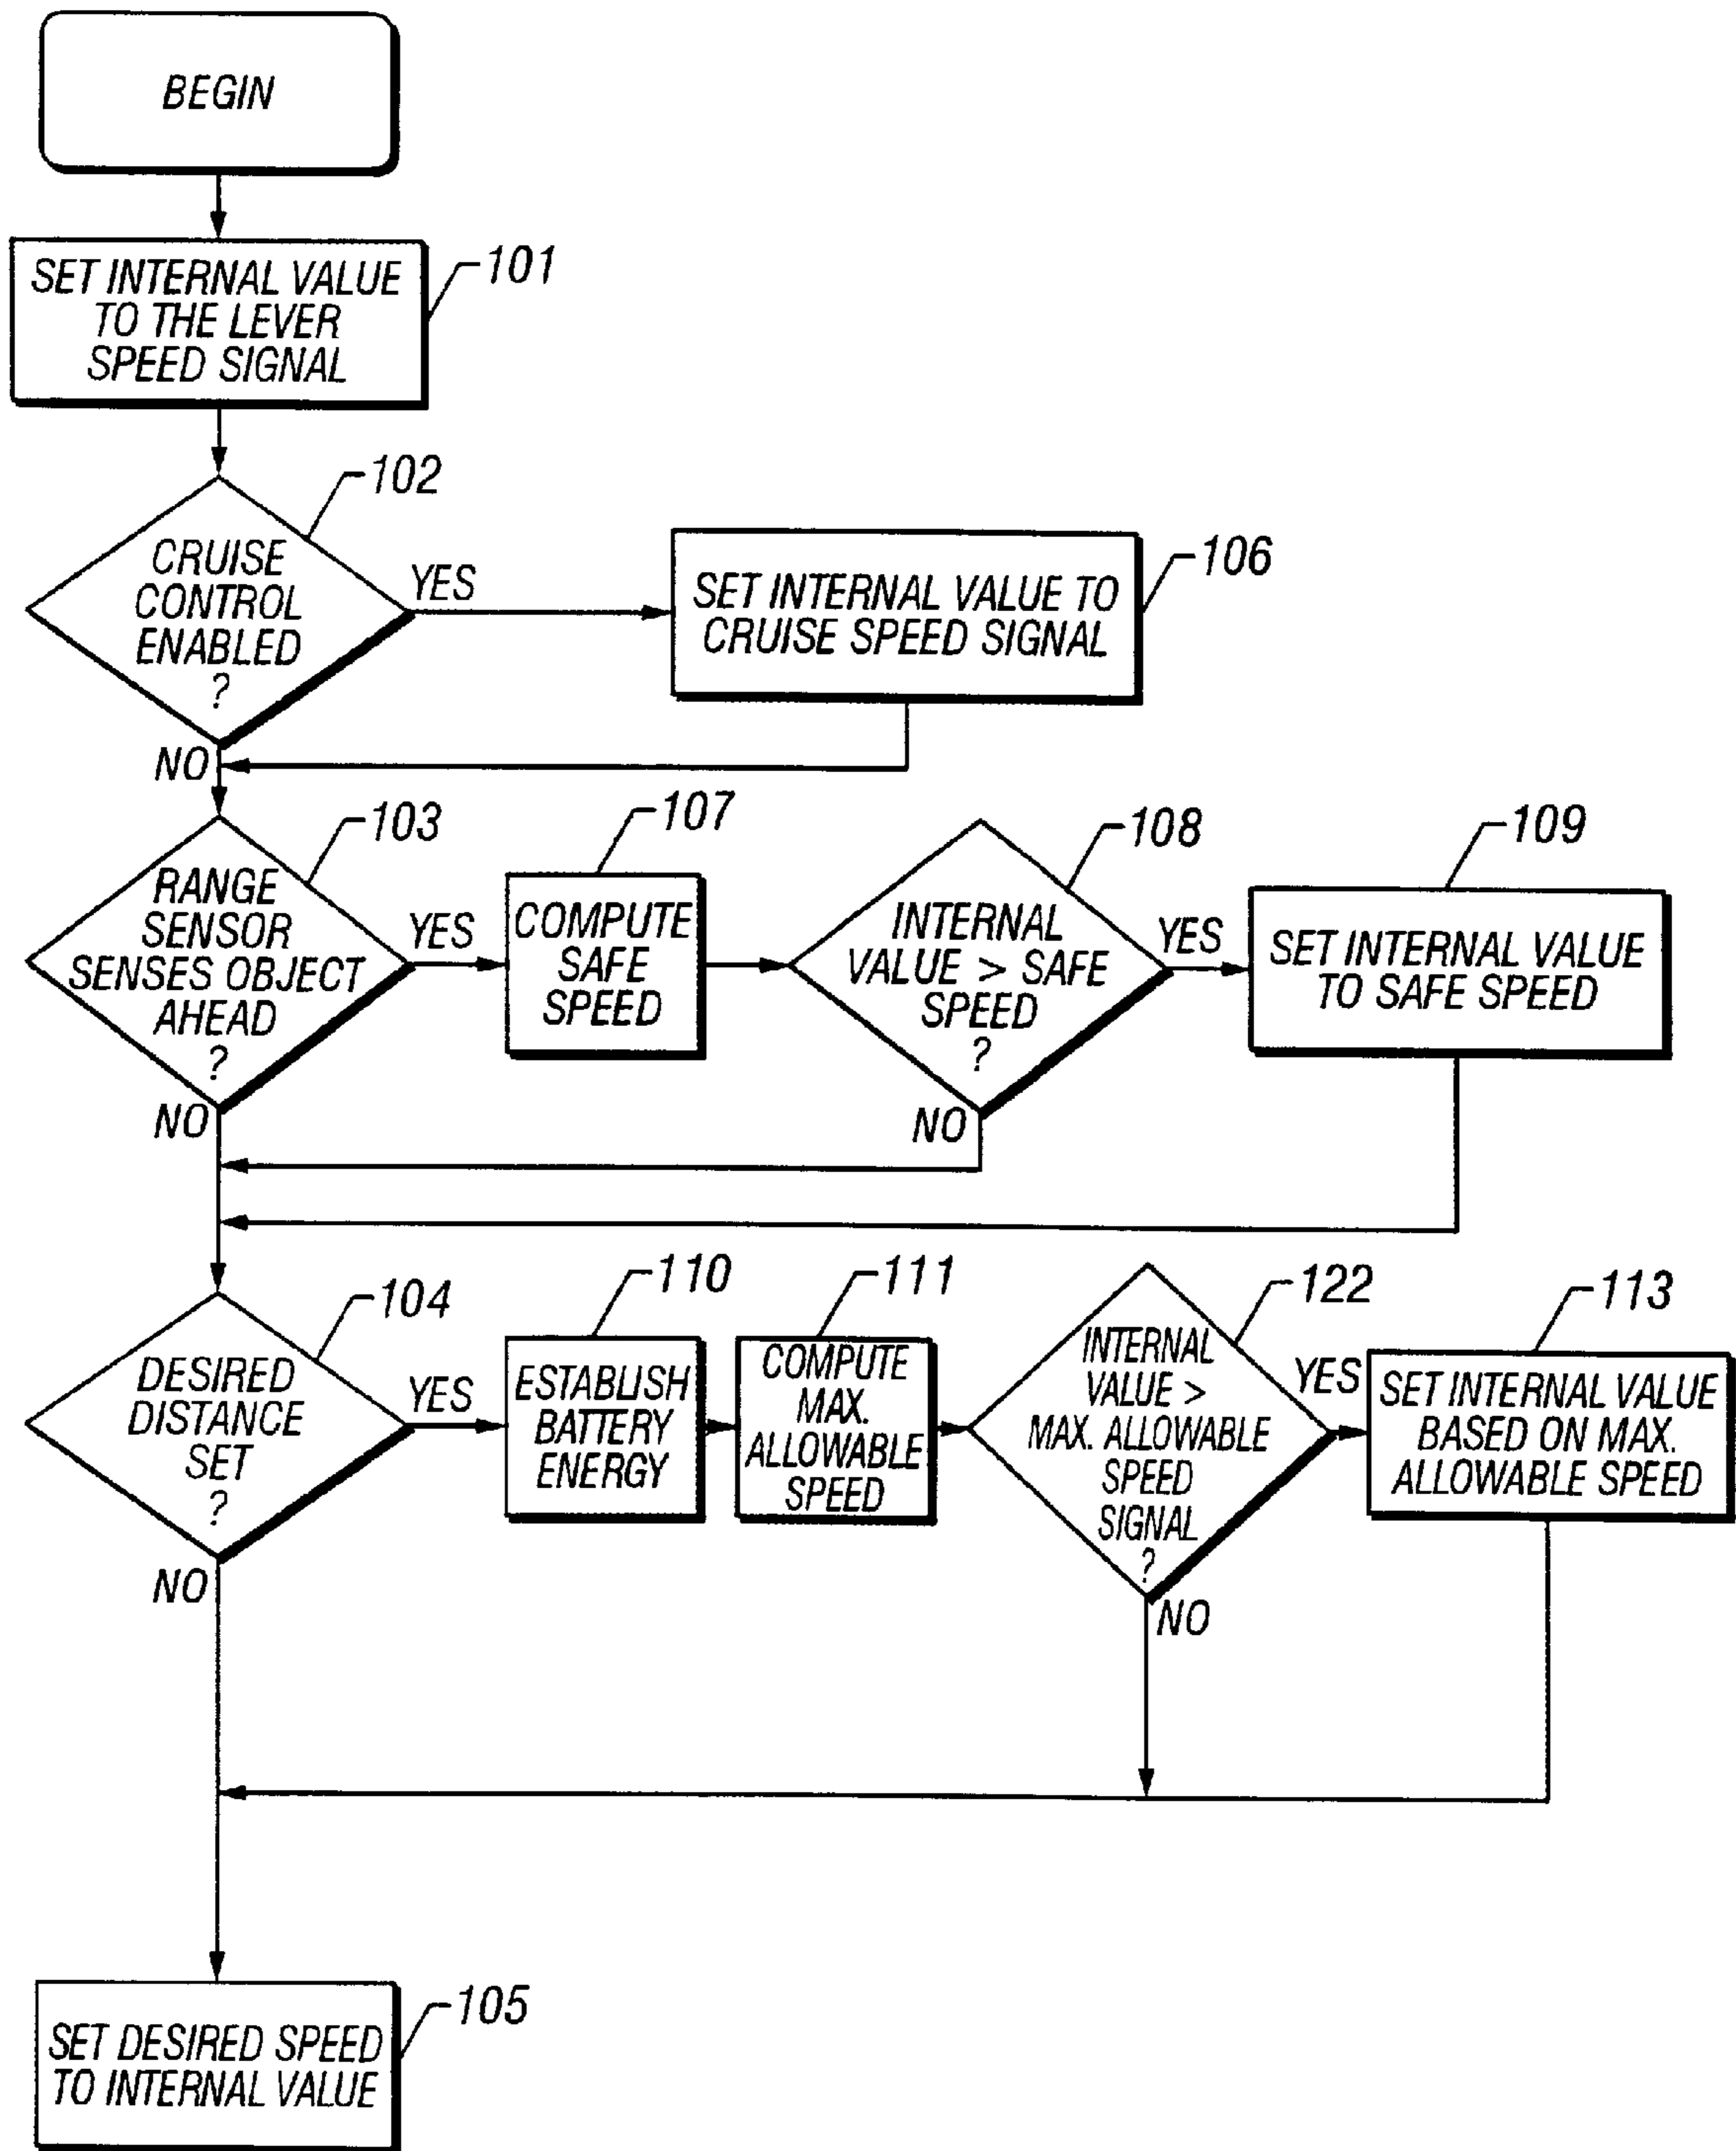 BEGIN
SET INTERNAL VALUE
TO THE LEVER
SPEED SIGNAL
101
102
CRUISE
CONTROL
ENABLED
?
YES
NO
SET INTERNAL VALUE TO
CRUISE SPEED SIGNAL
106
103
RANGE
SENSOR
SENSES OBJECT
AHEAD
?
YES
NO
107
COMPUTE
SAFE
SPEED
108
INTERNAL
VALUE > SAFE
SPEED
?
YES
NO
109
SET INTERNAL VALUE
TO SAFE SPEED
104
DESIRED
DISTANCE
SET
?
YES
NO
110
ESTABLISH
BATTERY
ENERGY
111
COMPUTE
MAX.
ALLOWABLE
SPEED
122
INTERNAL
VALUE >
MAX. ALLOWABLE
SPEED
SIGNAL
?
YES
NO
113
SET INTERNAL VALUE
BASED ON MAX.
ALLOWABLE SPEED
105
SET DESIRED SPEED
TO INTERNAL VALUE